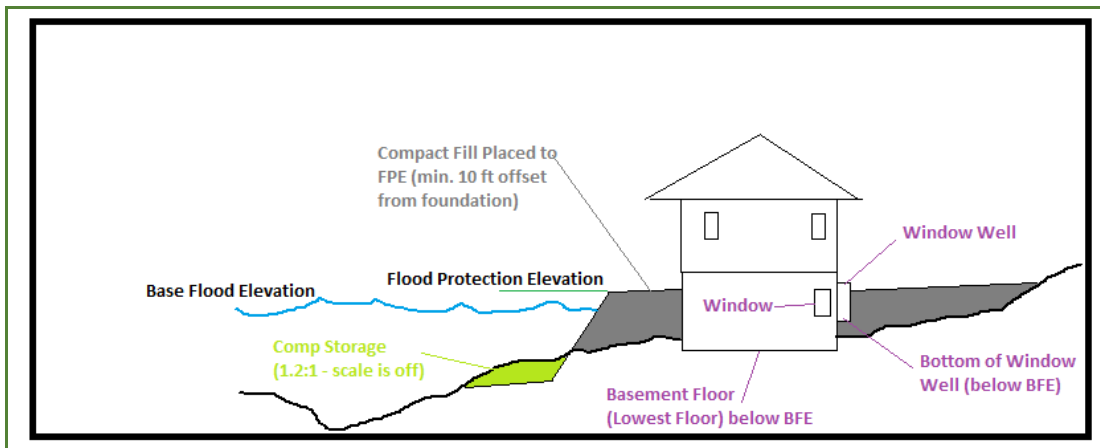 Compact Fill Placed to
FPE (min. 10 ft offset
from foundation)
Window Well
Flood Protection Elevation
Base Flood Elevation
Window
Comp Storage
(1.2:1 - scale is off)
Bottom of Window
Well (below BFE)
Basement Floor
(Lowest Floor) below BFE